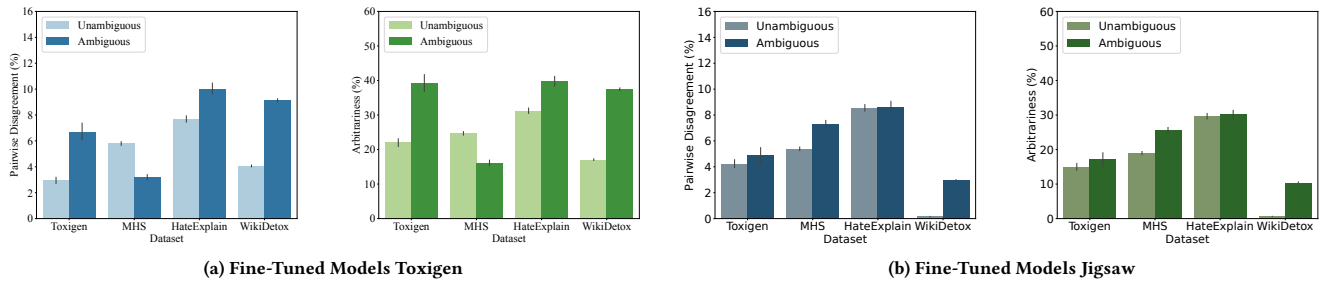 16
14
12
10
8
6
4
2
0
Pairwise Disagreement (%)
Unambiguous
Ambiguous
Toxigen
MHS
HateExplain
WikiDetox
Dataset
60
50
40
30
20
10
0
Arbitrariness (%)
Unambiguous
Ambiguous
Toxigen
MHS
HateExplain
WikiDetox
Dataset
(a) Fine-Tuned Models Toxigen
16
14
12
10
8
6
4
2
0
Pairwise Disagreement (%)
Unambiguous
Ambiguous
Toxigen
MHS
HateExplain
WikiDetox
Dataset
60
50
40
30
20
10
0
Arbitrariness (%)
Unambiguous
Ambiguous
Toxigen
MHS
HateExplain
WikiDetox
Dataset
(b) Fine-Tuned Models Jigsaw